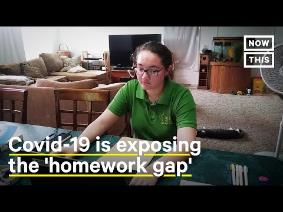 NOW
THIS
Covid-19 is exposing
the 'homework gap'